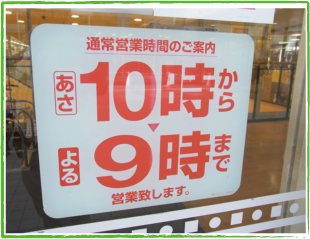 通常営業時間のご案内
あさ 10時から
▼
よる 9時まで
営業致します。